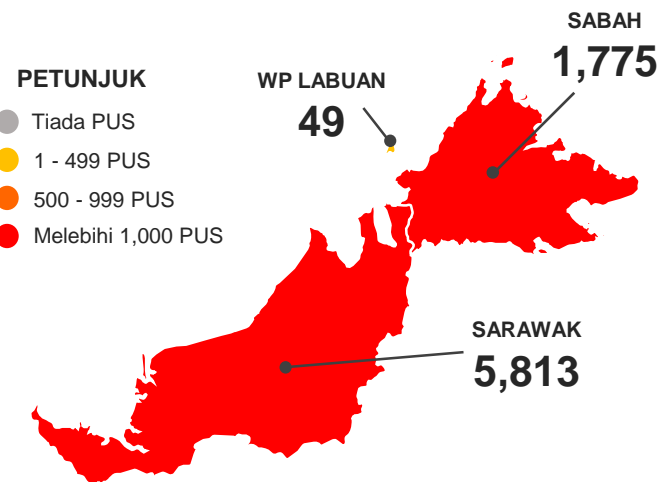 SABAH
1,775
WP LABUAN
49
PETUNJUK
Tiada PUS
1 - 499 PUS
500 - 999 PUS
Melebihi 1,000 PUS
SARAWAK
5,813